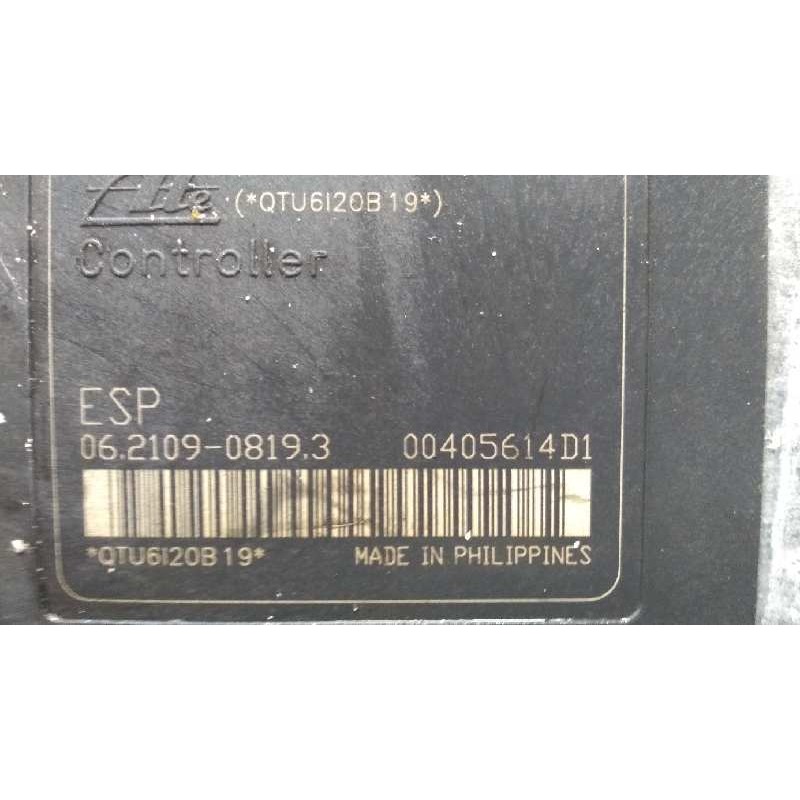 Ate (*QTU6I20B19*)
Controller
ESP
06.2109-0819.3 00405614D1
*QTU6I20B19* MADE IN PHILIPPINES